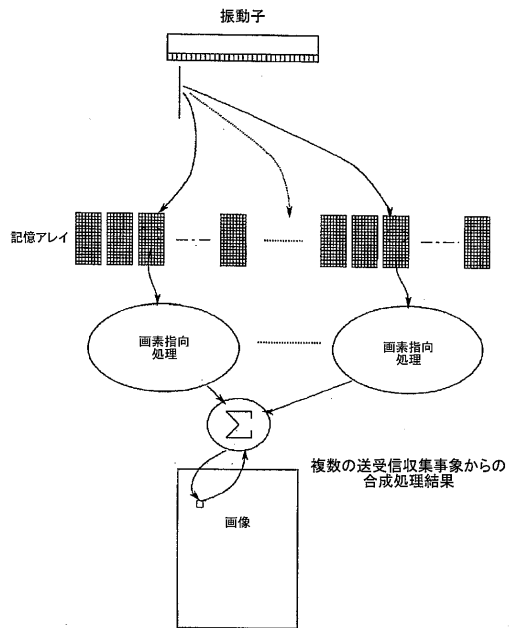 振動子
記憶アレイ
画素指向
処理
画素指向
処理
Σ
複数の送受信収集事象からの
合成処理結果
画像